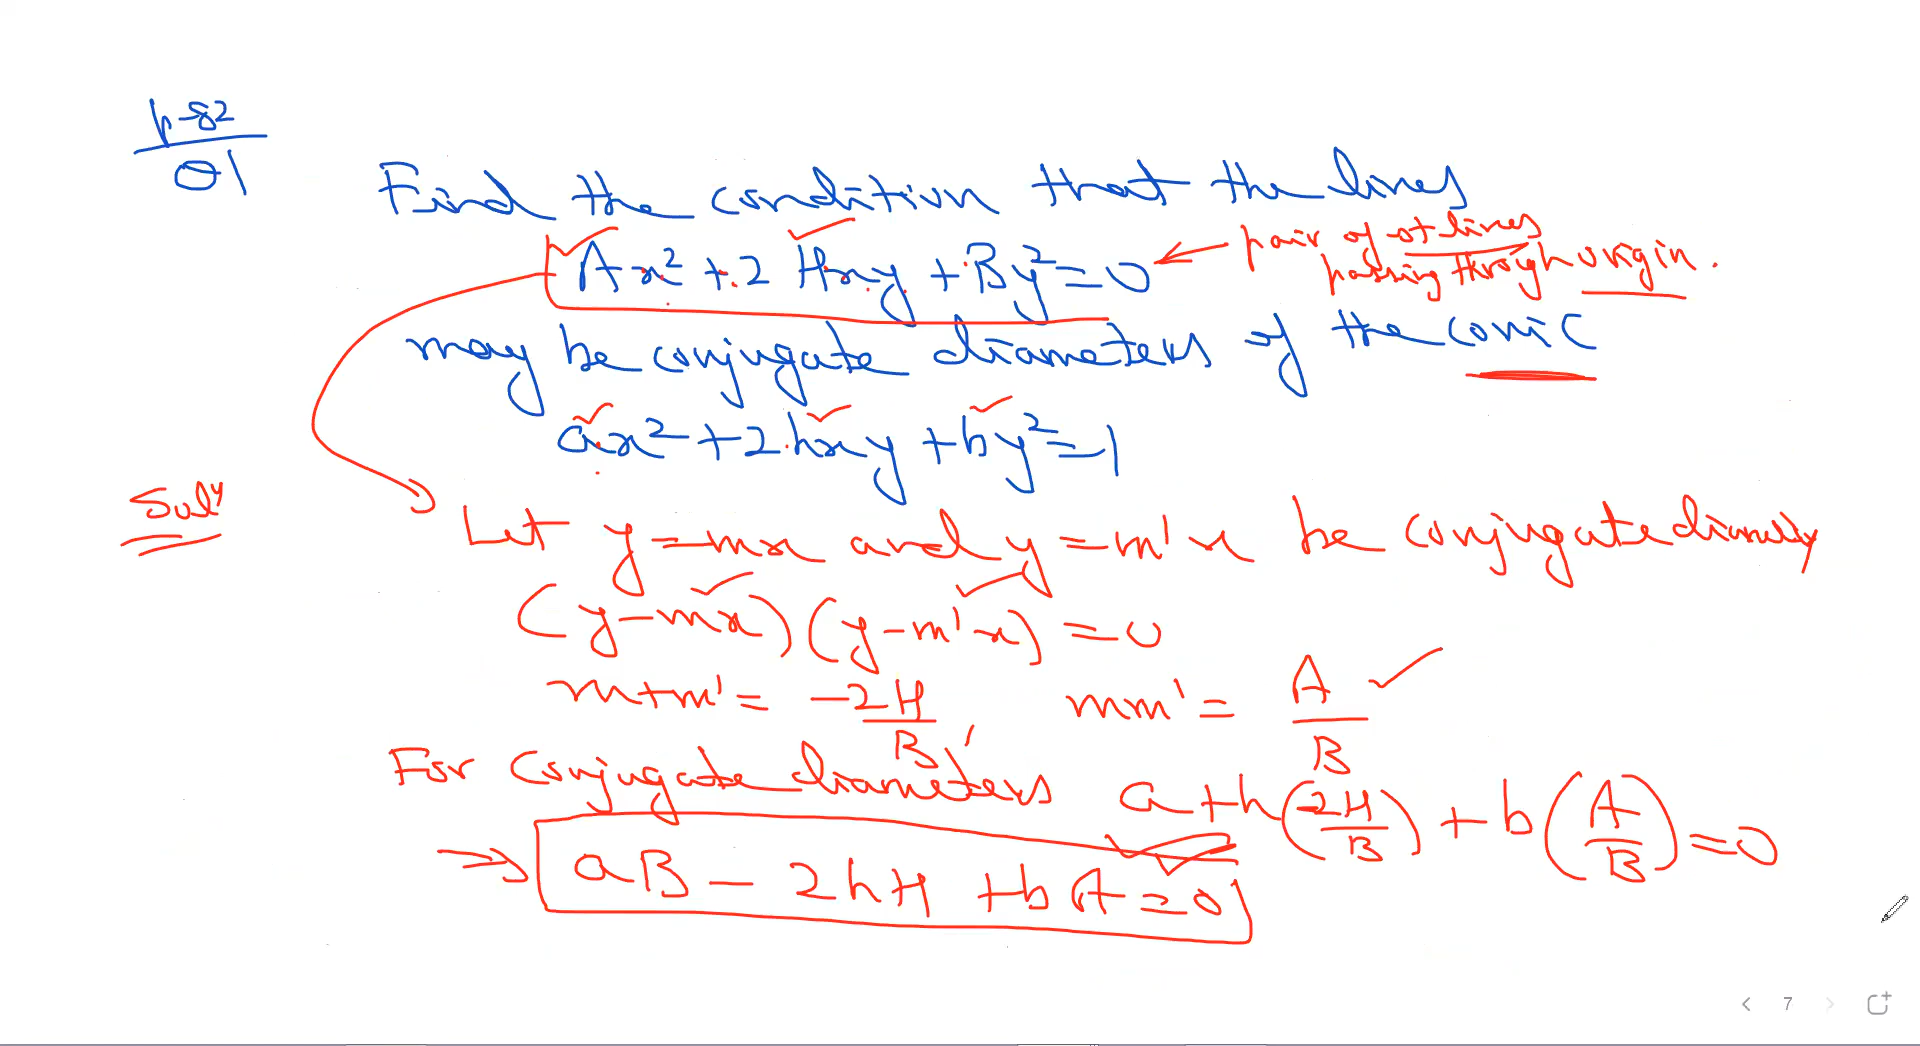 p-82
01
Find the condition that the lines
Ax² + 2Hxy + By² = 0
pair of st lines
passing through origin.
may be conjugate diameters of the conic
ax² + 2hxy + by² = 1
Solⁿ
Let y = mx and y = m'x be conjugate diameters
(y - mx)(y - m'x) = 0
m + m' = -2H/B, mm' = A/B
For conjugate diameters a + h(-2H/B) + b(A/B) = 0
⇒ aB - 2hH + bA = 0
7